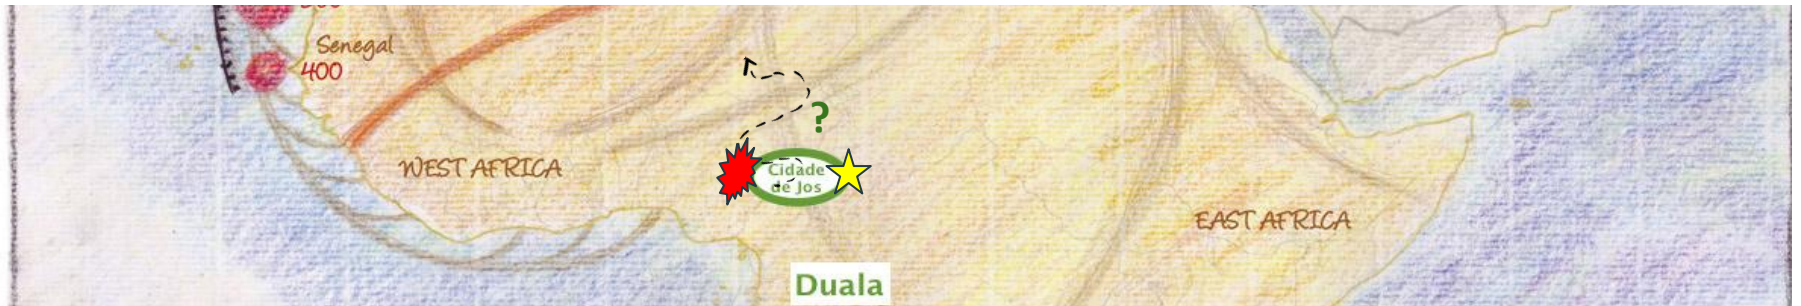 Senegal
400
?
WEST AFRICA
Cidade
de Jos
EAST AFRICA
Duala